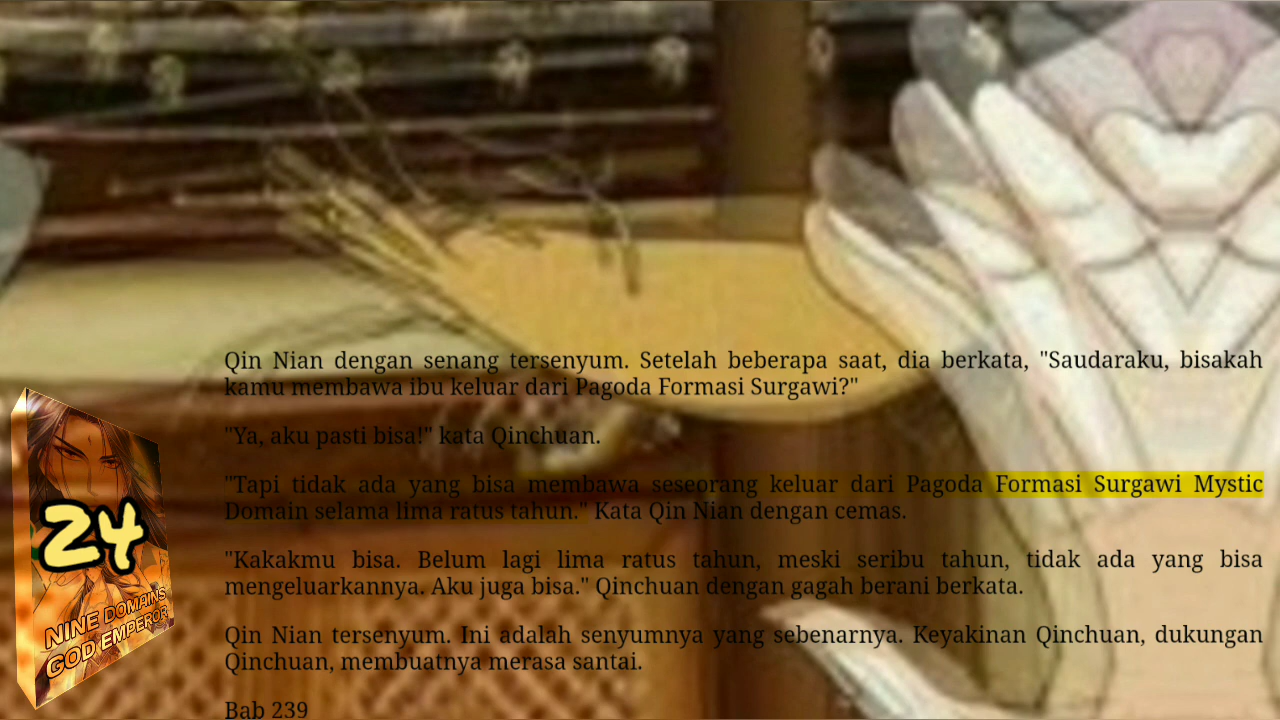 Qin Nian dengan senang tersenyum. Setelah beberapa saat, dia berkata, "Saudaraku, bisakah
kamu membawa ibu keluar dari Pagoda Formasi Surgawi?"
"Ya, aku pasti bisa!" kata Qinchuan.
"Tapi tidak ada yang bisa membawa seseorang keluar dari Pagoda Formasi Surgawi Mystic
Domain selama lima ratus tahun." Kata Qin Nian dengan cemas.
"Kakakmu bisa. Belum lagi lima ratus tahun, meski seribu tahun, tidak ada yang bisa
mengeluarkannya. Aku juga bisa." Qinchuan dengan gagah berani berkata.
Qin Nian tersenyum. Ini adalah senyumnya yang sebenarnya. Keyakinan Qinchuan, dukungan
Qinchuan, membuatnya merasa santai.
Bab 239
24
NINE DOMAINS
GOD EMPEROR